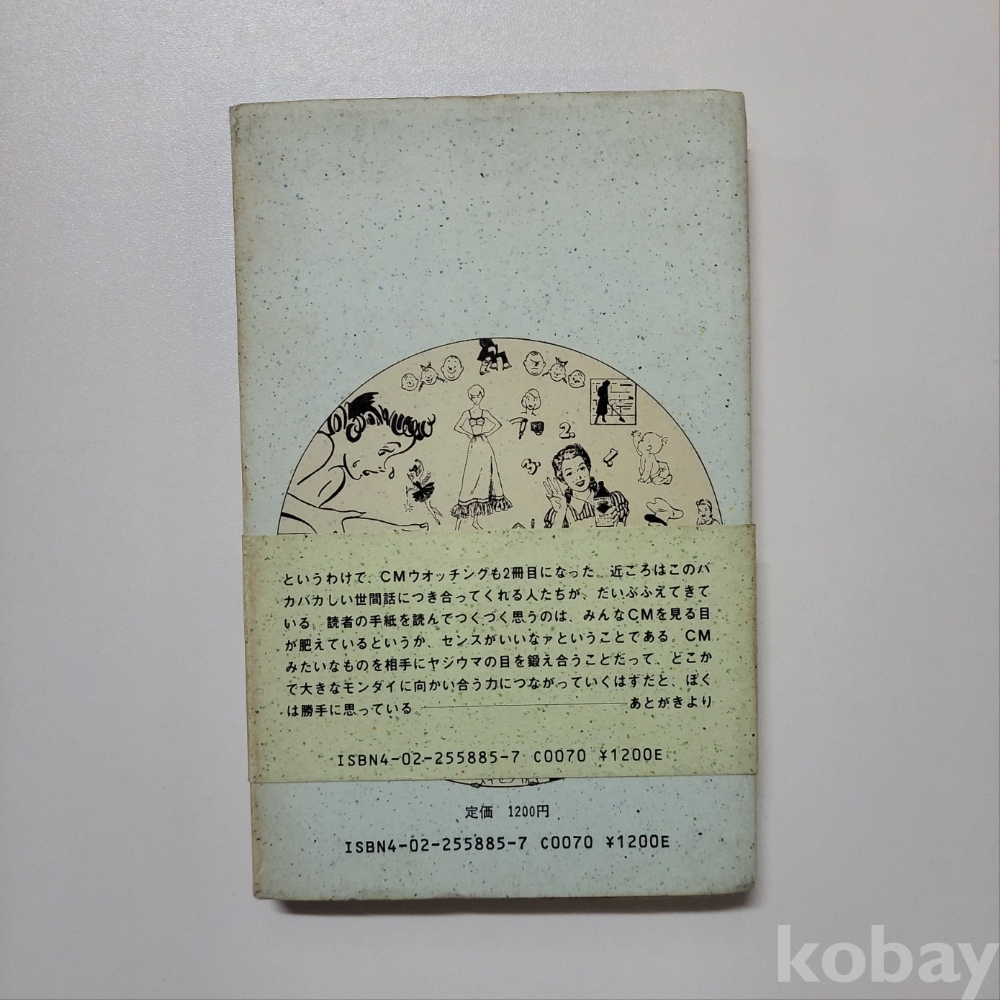 2.
というわけで、CMウオッチングも2冊目になった。近ごろはこのバ
カバカしい世間話につき合ってくれる人たちが、だいぶふえてきて
いる。読者の手紙を読んでつくづく思うのは、みんなCMを見る目
が肥えているというか、センスがいいなァということである。CM
みたいなものを相手にヤジウマの目を鍛え合うことだって、どこか
で大きなモンダイに向かい合う力につながっていくはずだと、ぼく
は勝手に思っている。——————あとがきより
ISBN4-02-255885-7 C0070 ¥1200E
定価 1200円
ISBN4-02-255885-7 C0070 ¥1200E
kobay